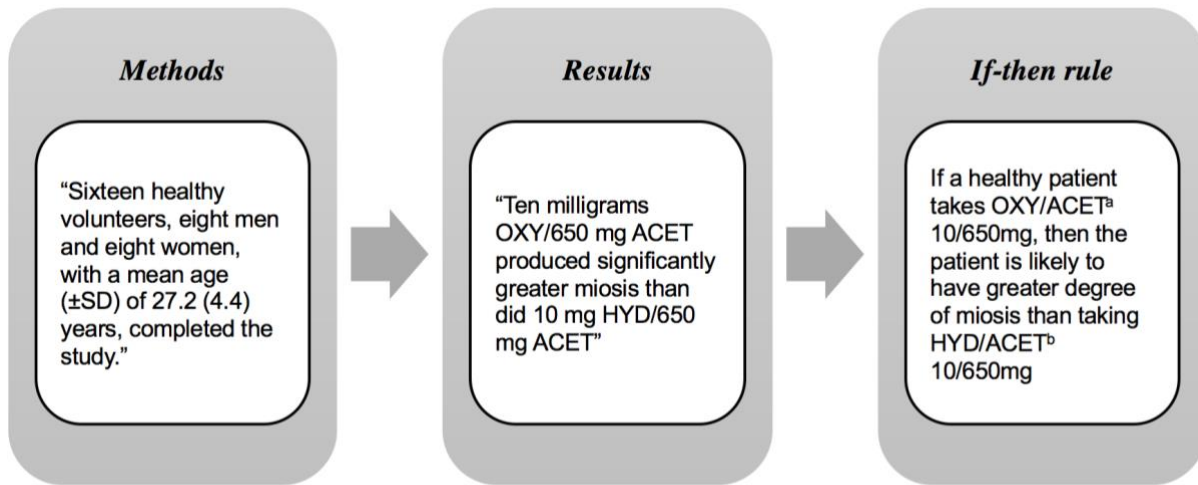 Methods
“Sixteen healthy
volunteers, eight men
and eight women,
with a mean age
(±SD) of 27.2 (4.4)
years, completed the
study.”
Results
“Ten milligrams
OXY/650 mg ACET
produced significantly
greater miosis than
did 10 mg HYD/650
mg ACET”
If-then rule
If a healthy patient
takes OXY/ACETᵃ
10/650mg, then the
patient is likely to
have greater degree
of miosis than taking
HYD/ACETᵇ
10/650mg